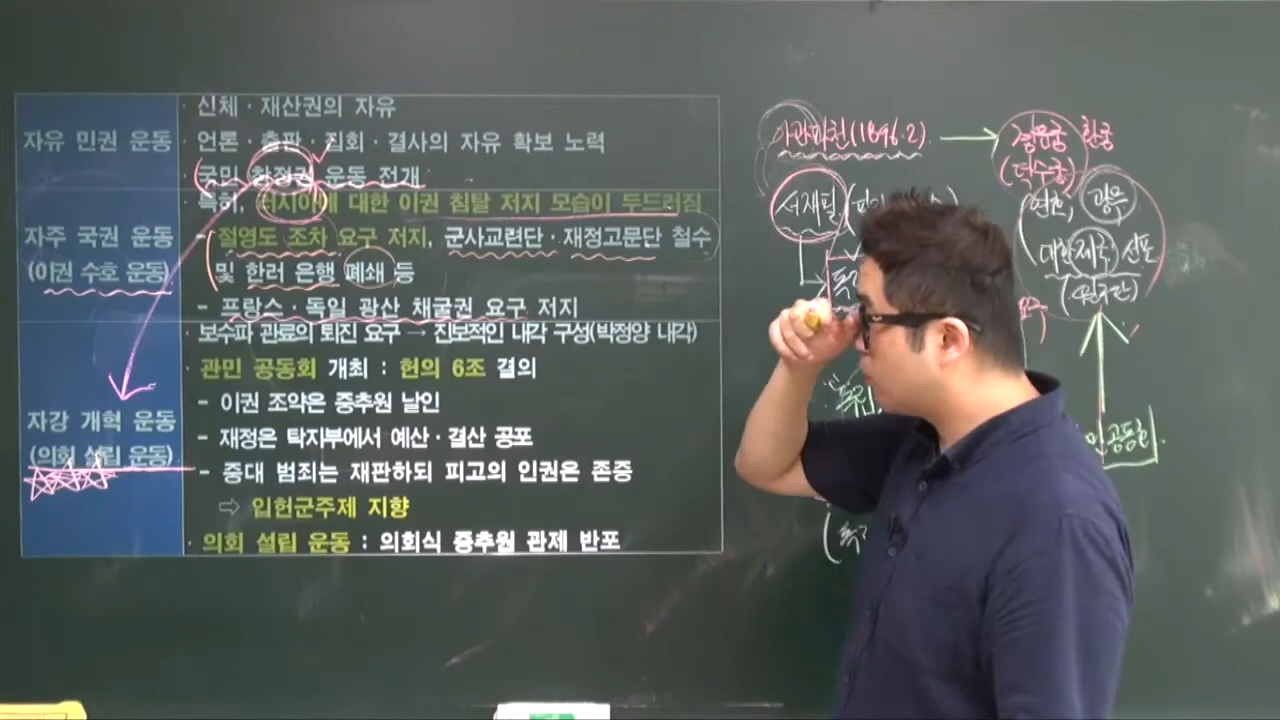 · 신체 · 재산권의 자유
자유 민권 운동
· 언론 · 출판 · 집회 · 결사의 자유 확보 노력
· 국민 참정권 운동 전개
· 특히, 러시아에 대한 이권 침탈 저지 모습이 두드러짐
자주 국권 운동
(이권 수호 운동)
- 절영도 조차 요구 저지, 군사교련단 · 재정고문단 철수
및 한러 은행 폐쇄 등
- 프랑스 · 독일 광산 채굴권 요구 저지
· 보수파 관료의 퇴진 요구 → 진보적인 내각 구성(박정양 내각)
· 관민 공동회 개최 : 헌의 6조 결의
자강 개혁 운동
(의회 설립 운동)
- 이권 조약은 중추원 날인
- 재정은 탁지부에서 예산 · 결산 공포
- 중대 범죄는 재판하되 피고의 인권은 존중
⇨ 입헌군주제 지향
· 의회 설립 운동 : 의회식 중추원 관제 반포
아관파천(1896.2) → 경운궁 환궁
(덕수궁)
서재필
연호, 광무
대한제국 선포
공동회.